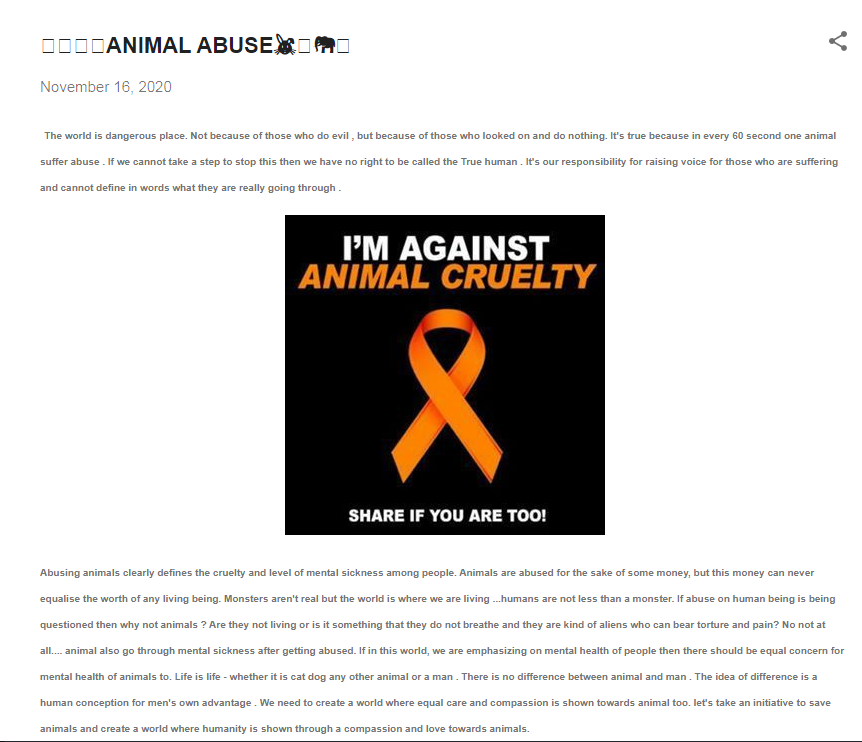 ANIMAL ABUSE
November 16, 2020
The world is dangerous place. Not because of those who do evil , but because of those who looked on and do nothing. It's true because in every 60 second one animal
suffer abuse . If we cannot take a step to stop this then we have no right to be called the True human . It's our responsibility for raising voice for those who are suffering
and cannot define in words what they are really going through .
I'M AGAINST
ANIMAL CRUELTY
SHARE IF YOU ARE TOO!
Abusing animals clearly defines the cruelty and level of mental sickness among people. Animals are abused for the sake of some money, but this money can never
equalise the worth of any living being. Monsters aren't real but the world is where we are living ...humans are not less than a monster. If abuse on human being is being
questioned then why not animals ? Are they not living or is it something that they do not breathe and they are kind of aliens who can bear torture and pain? No not at
all.... animal also go through mental sickness after getting abused. If in this world, we are emphasizing on mental health of people then there should be equal concern for
mental health of animals to. Life is life - whether it is cat dog any other animal or a man . There is no difference between animal and man . The idea of difference is a
human conception for men's own advantage . We need to create a world where equal care and compassion is shown towards animal too. let's take an initiative to save
animals and create a world where humanity is shown through a compassion and love towards animals.